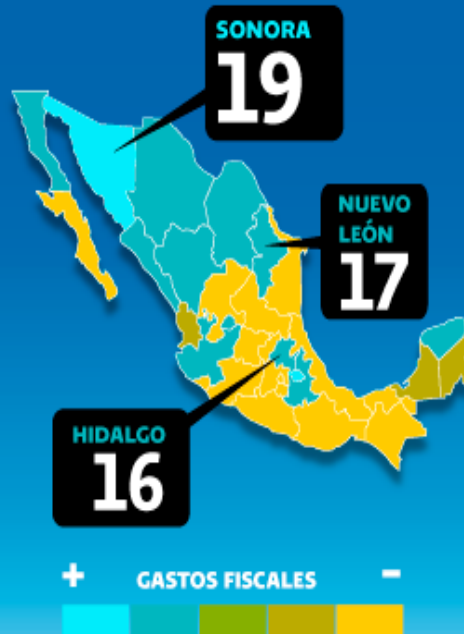 SONORA
19
NUEVO
LEÓN
17
HIDALGO
16
+ GASTOS FISCALES -